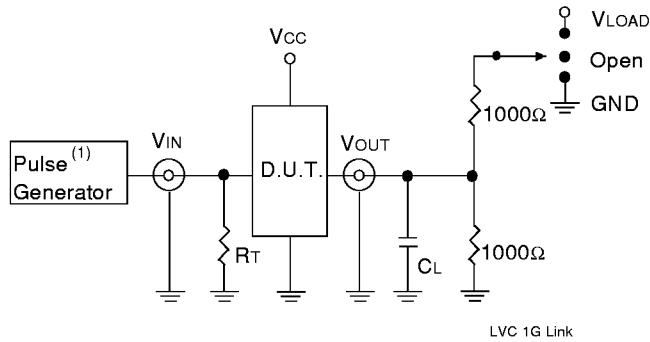 VLOAD
VCC
Open
1000Ω
GND
VIN
VOUT
Pulse (1)
Generator
D.U.T.
RT
CL
1000Ω
LVC 1G Link